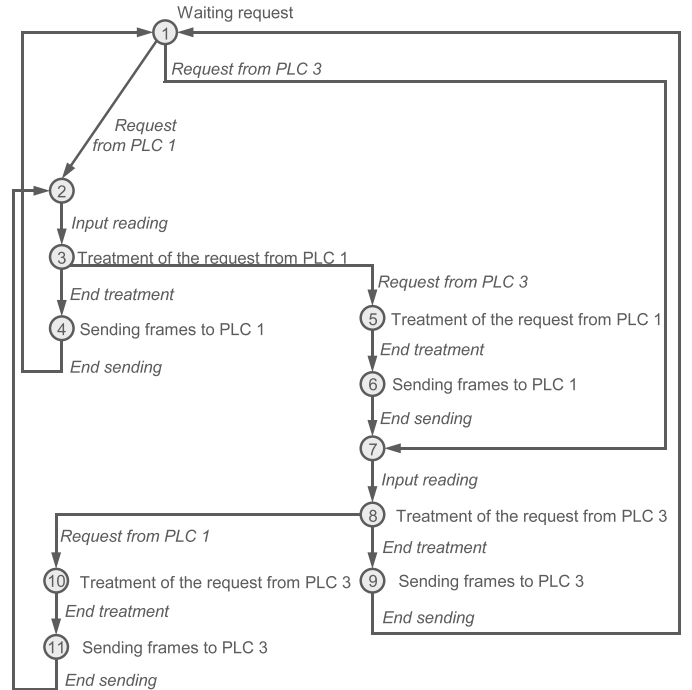 Waiting request
1
Request from PLC 3
Request
from PLC 1
2
Input reading
3 Treatment of the request from PLC 1
Request from PLC 3
End treatment
5 Treatment of the request from PLC 1
4 Sending frames to PLC 1
End treatment
End sending
6 Sending frames to PLC 1
End sending
7
Input reading
8 Treatment of the request from PLC 3
Request from PLC 1
End treatment
10 Treatment of the request from PLC 3
9 Sending frames to PLC 3
End treatment
End sending
11 Sending frames to PLC 3
End sending